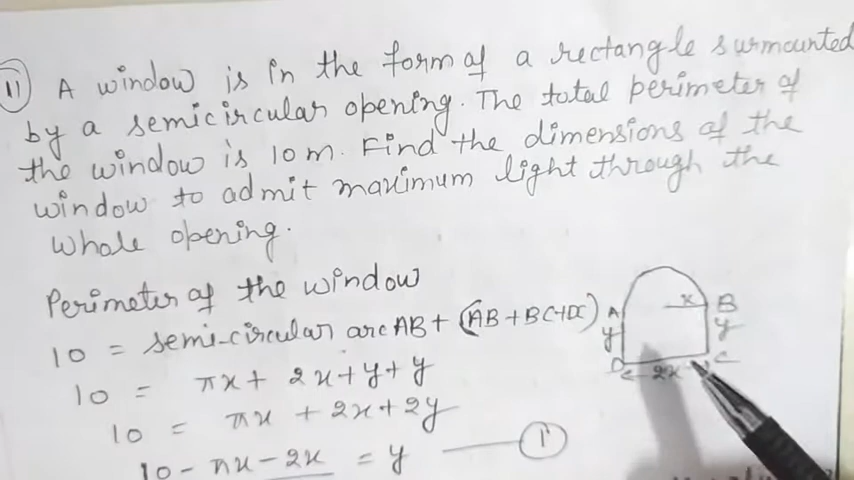 11 A window is in the form of a rectangle surmounted
by a semicircular opening. The total perimeter of
the window is 10 m. Find the dimensions of the
window to admit maximum light through the
whole opening.
Perimeter of the window
10 = semi-circular arc AB + (AB + BC + DC)
10 = πx + 2x + y + y
10 = πx + 2x + 2y
10 - πx - 2x = y — 1
x
A B
y y
D C
2x